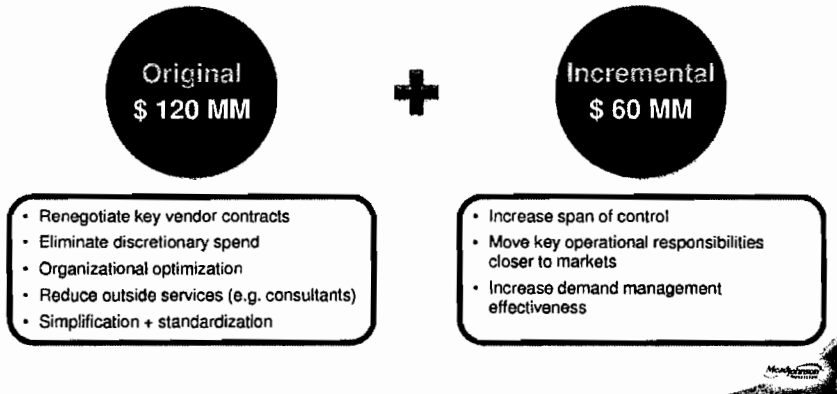 Original
$ 120 MM
+
Incremental
$ 60 MM
• Renegotiate key vendor contracts
• Eliminate discretionary spend
• Organizational optimization
• Reduce outside services (e.g. consultants)
• Simplification + standardization
• Increase span of control
• Move key operational responsibilities
closer to markets
• Increase demand management
effectiveness
MeadJohnson